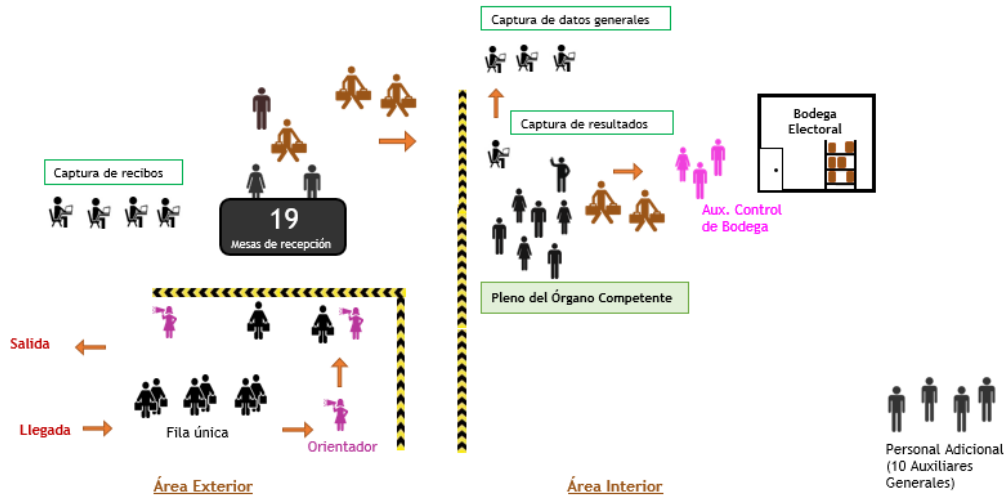 Captura de datos generales
Captura de resultados
Bodega
Electoral
Captura de recibos
19
Mesas de recepción
Aux. Control
de Bodega
Pleno del Órgano Competente
Salida
Llegada
Fila única
Orientador
Personal Adicional
(10 Auxiliares
Generales)
Área Exterior
Área Interior